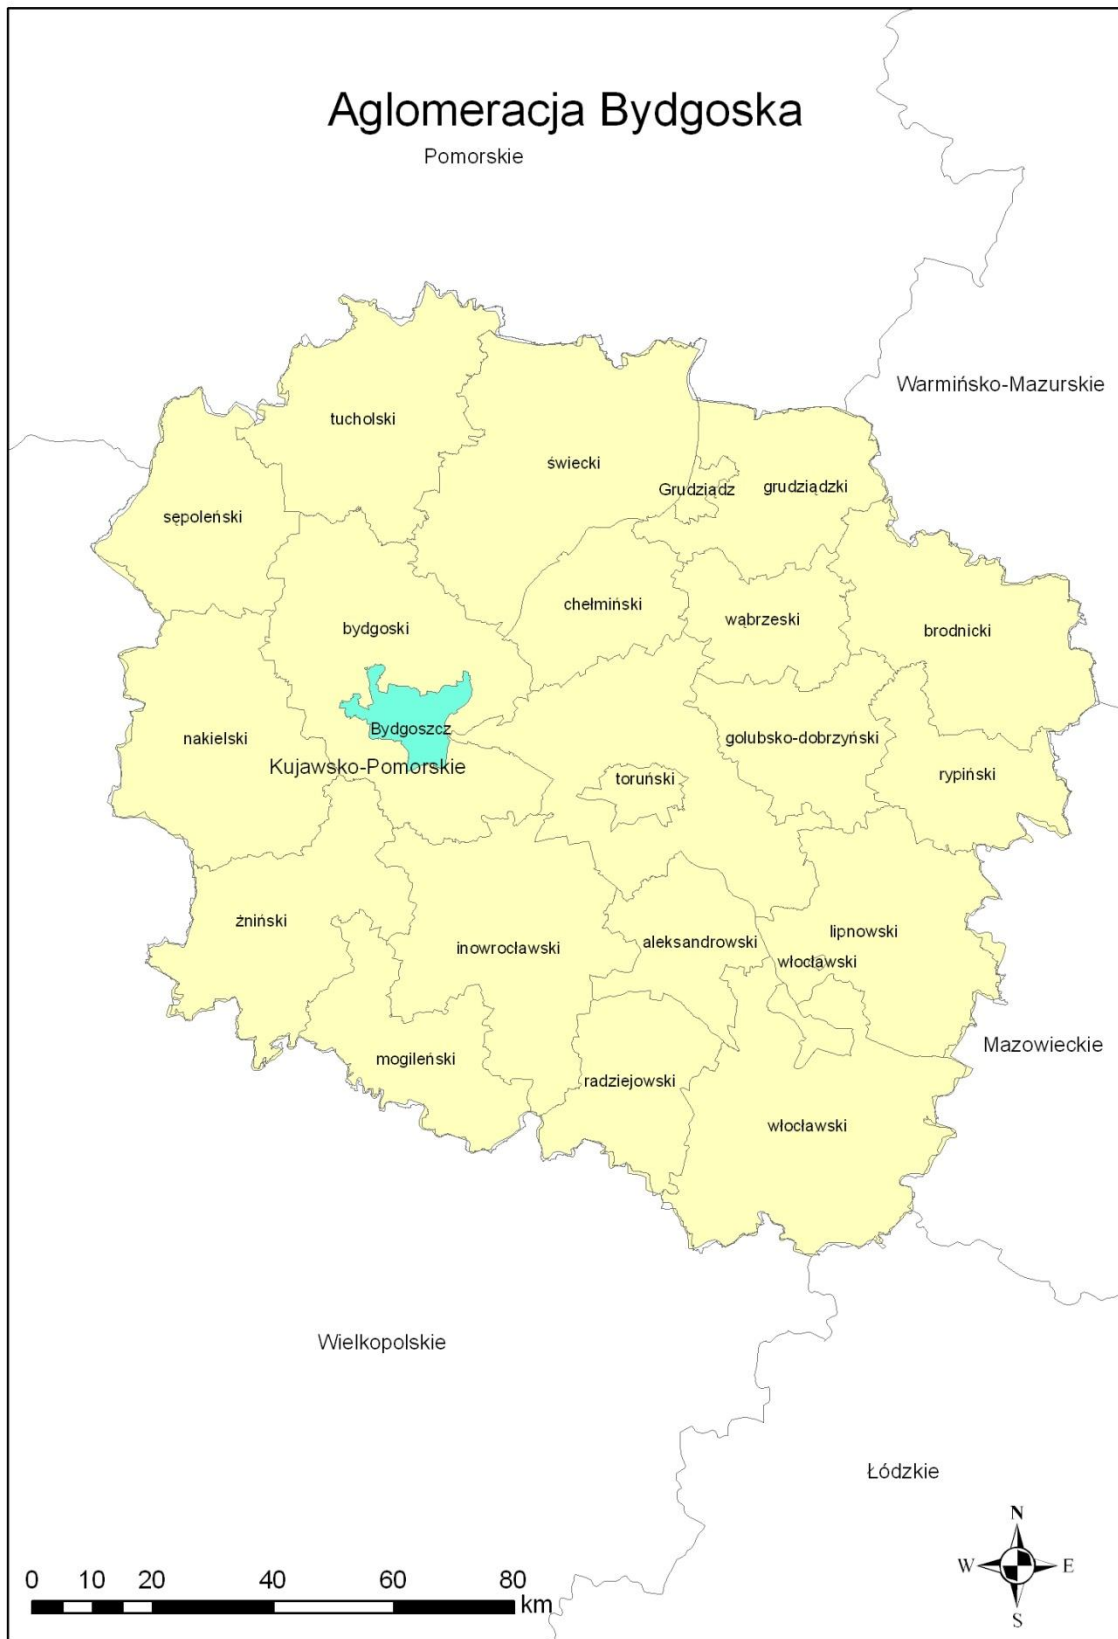 Aglomeracja Bydgoska
Pomorskie
Warmińsko-Mazurskie
tucholski
świecki
Grudziądz
grudziądzki
sępoleński
chełmiński
wąbrzeski
brodnicki
bydgoski
Bydgoszcz
nakielski
golubsko-dobrzyński
Kujawsko-Pomorskie
toruński
rypiński
żniński
inowrocławski
aleksandrowski
lipnowski
włocławski
Mazowieckie
mogileński
radziejowski
włocławski
Wielkopolskie
Łódzkie
N
W E
S
0 10 20 40 60 80
km